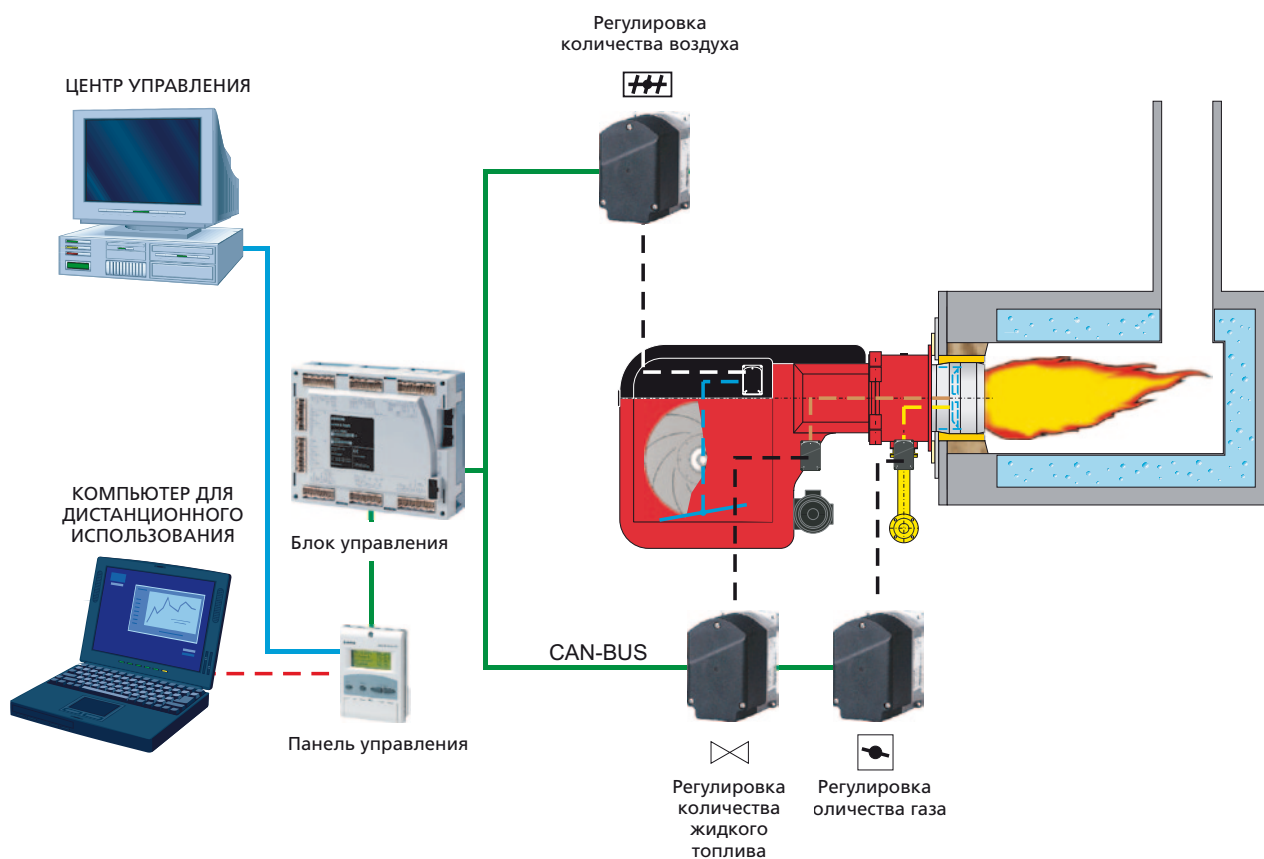 Регулировка
количества воздуха
ЦЕНТР УПРАВЛЕНИЯ
КОМПЬЮТЕР ДЛЯ
ДИСТАНЦИОННОГО
ИСПОЛЬЗОВАНИЯ
Блок управления
CAN-BUS
Панель управления
Регулировка
количества
жидкого
топлива
Регулировка
оличества газа